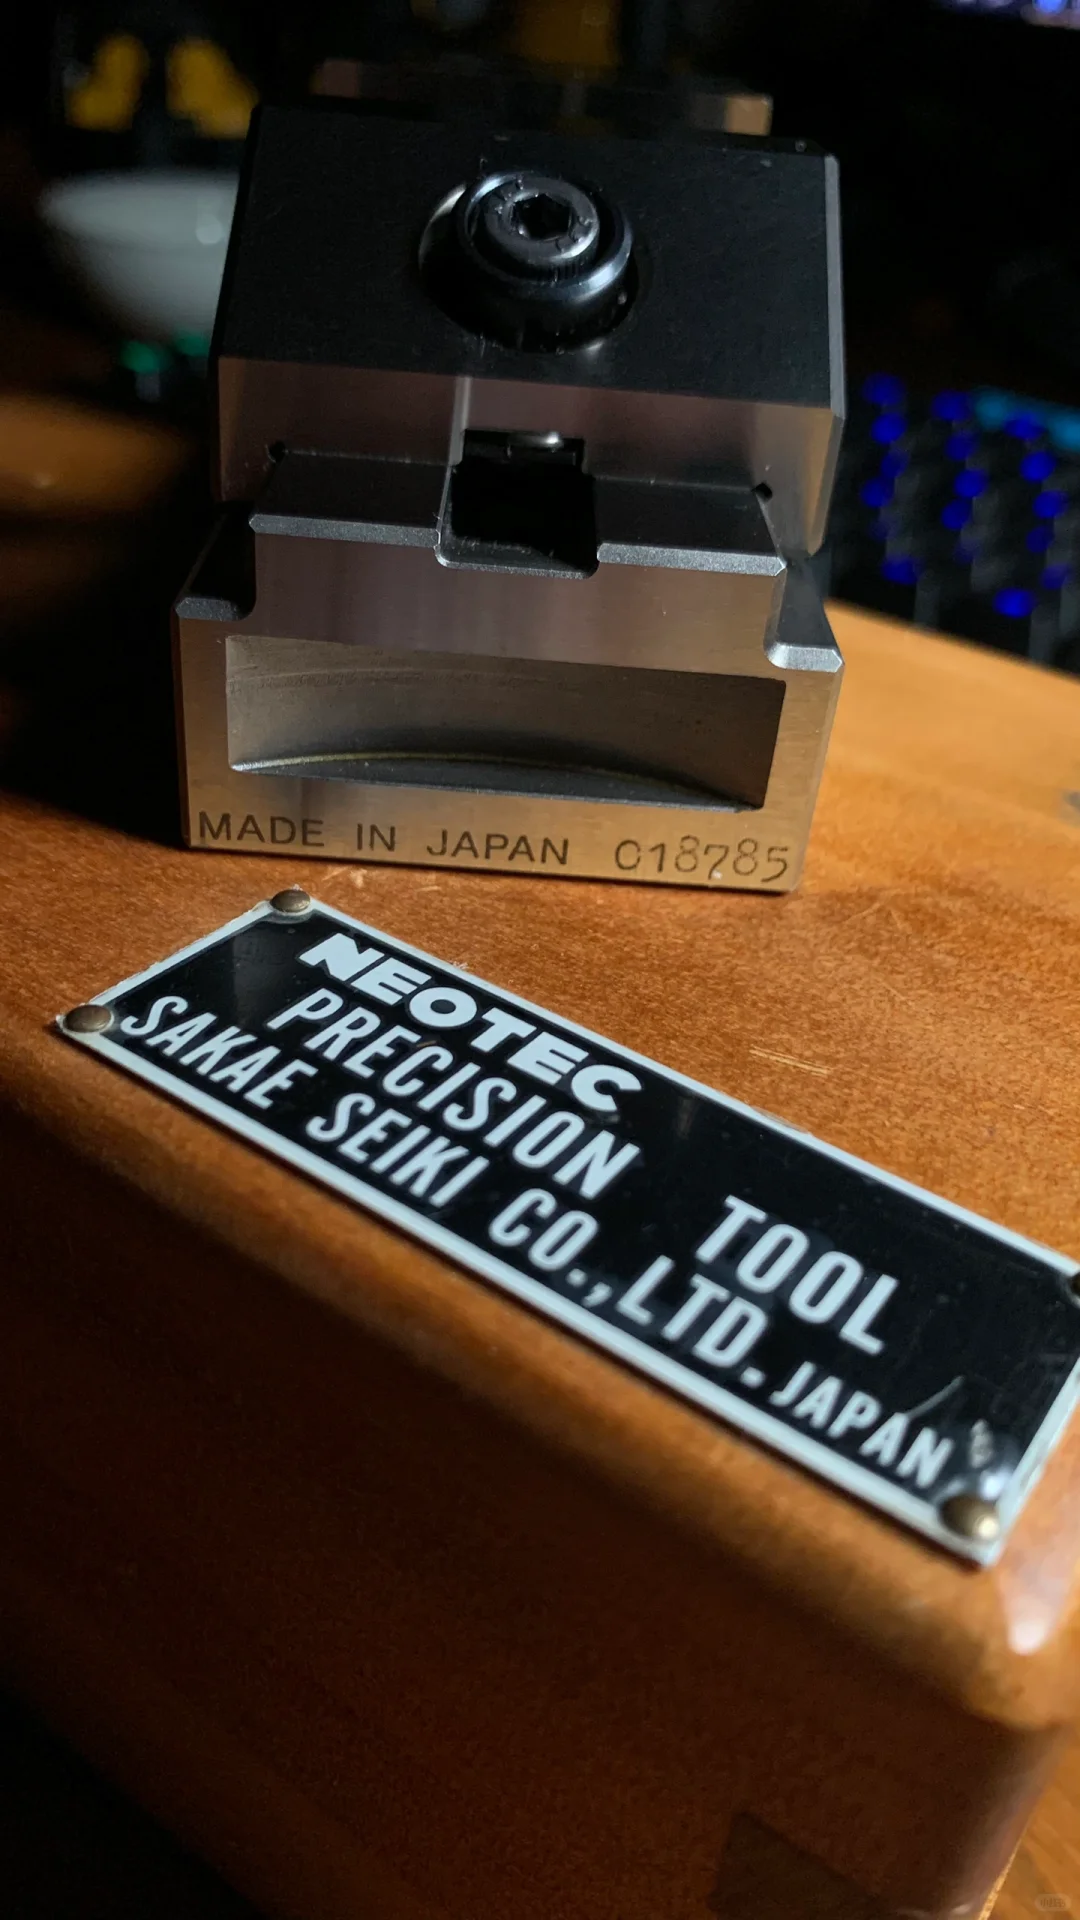 MADE IN JAPAN 018785
NEOTEC
PRECISION TOOL
SAKAE SEIKI CO., LTD. JAPAN